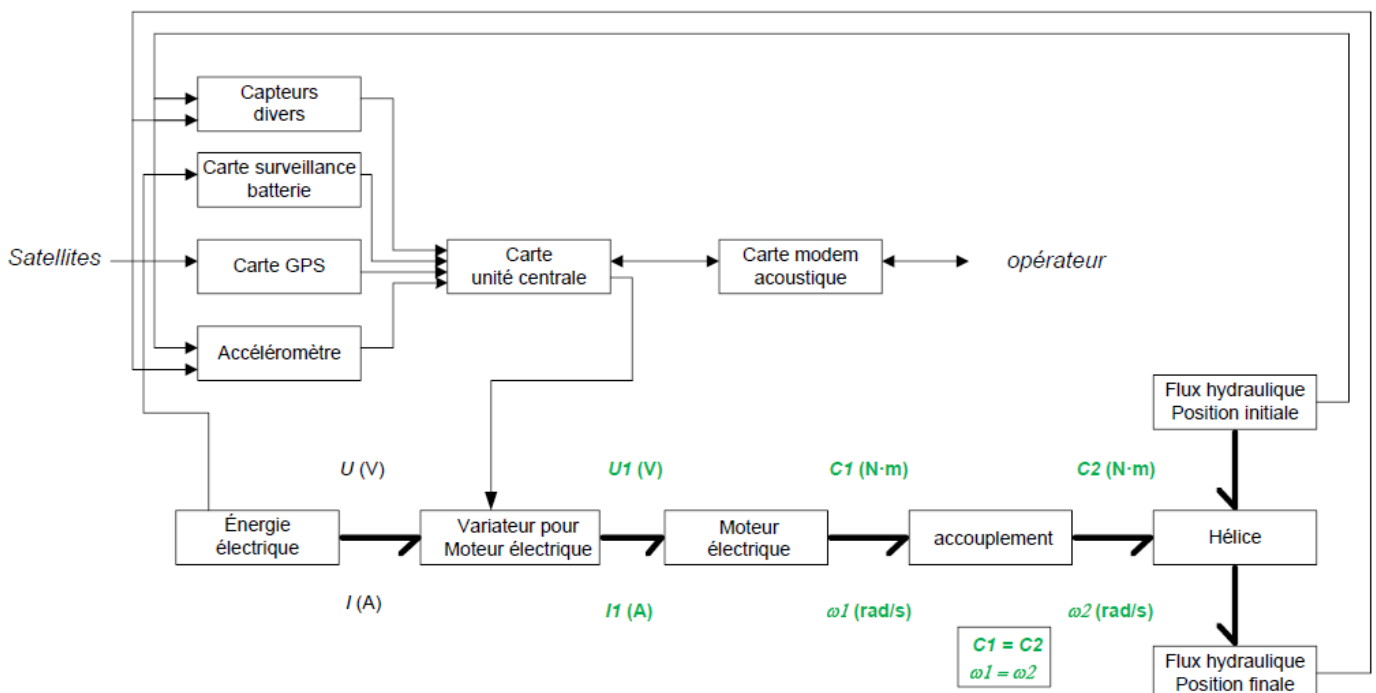 Capteurs
divers
Carte surveillance
batterie
Satellites
Carte GPS
Carte
unité centrale
Carte modem
acoustique
opérateur
Accéléromètre
Flux hydraulique
Position initiale
U (V)
U1 (V)
C1 (N·m)
C2 (N·m)
Énergie
électrique
Variateur pour
Moteur électrique
Moteur
électrique
accouplement
Hélice
I (A)
I1 (A)
ω1 (rad/s)
ω2 (rad/s)
C1 = C2
ω1 = ω2
Flux hydraulique
Position finale